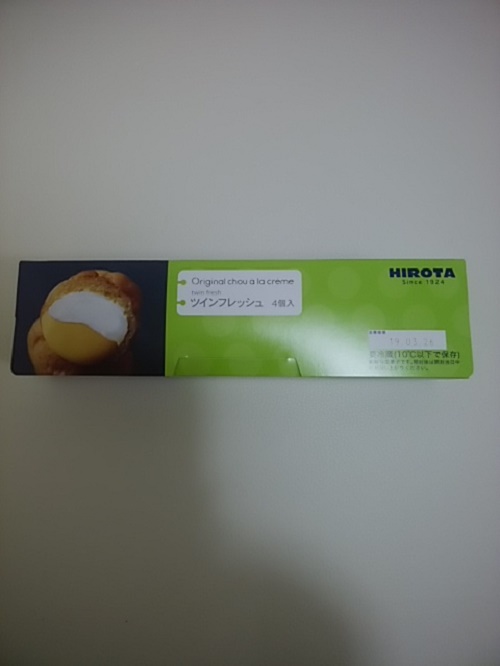 Original chou a la crème
twin fresh
ツインフレッシュ 4個入
HIROTA
Since 1924
19.03.26
要冷蔵(10℃以下で保存)